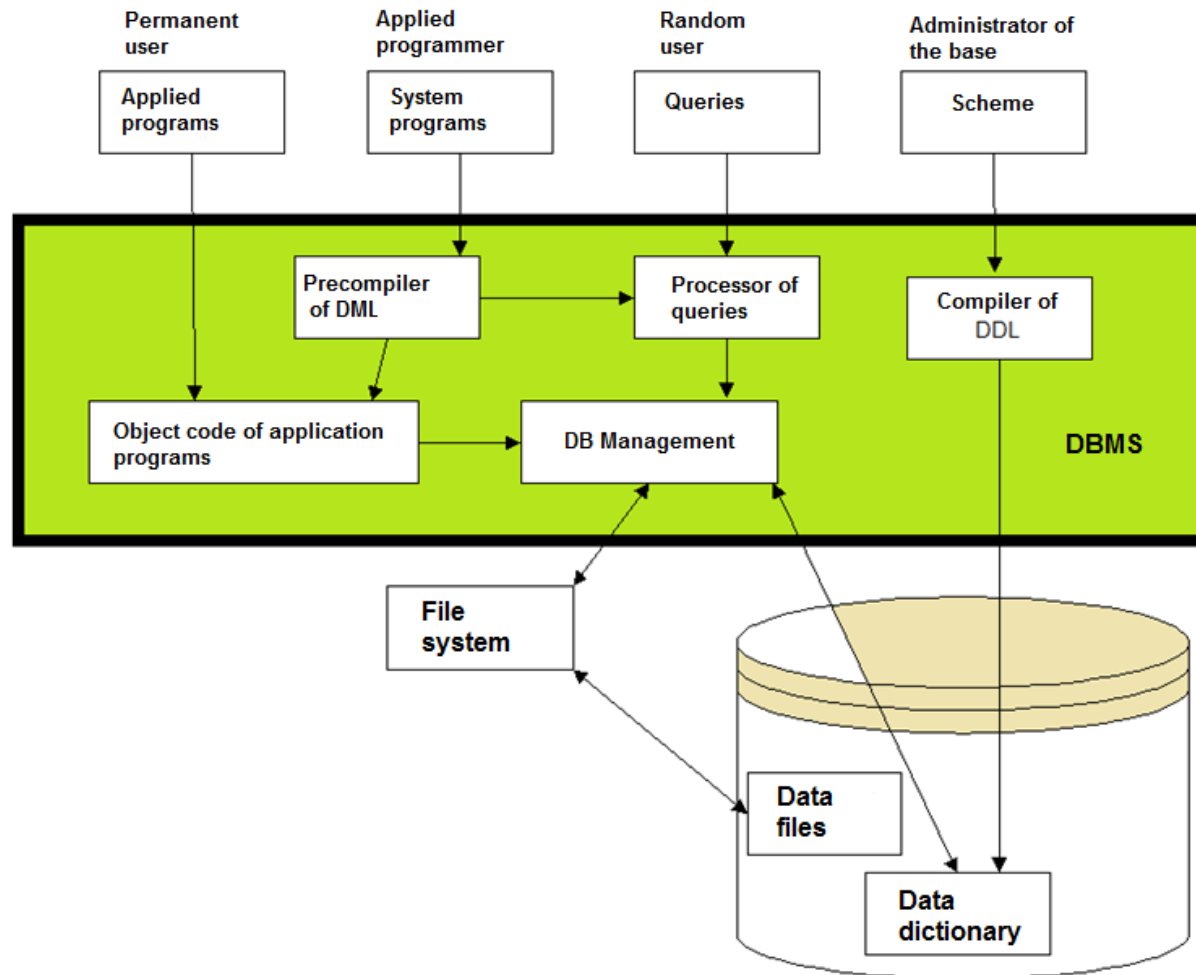 Permanent
user
Applied
programmer
Random
user
Administrator of
the base
Applied
programs
System
programs
Queries
Scheme
Precompiler
of DML
Processor of
queries
Compiler of
DDL
Object code of application
programs
DB Management
DBMS
File
system
Data
files
Data
dictionary